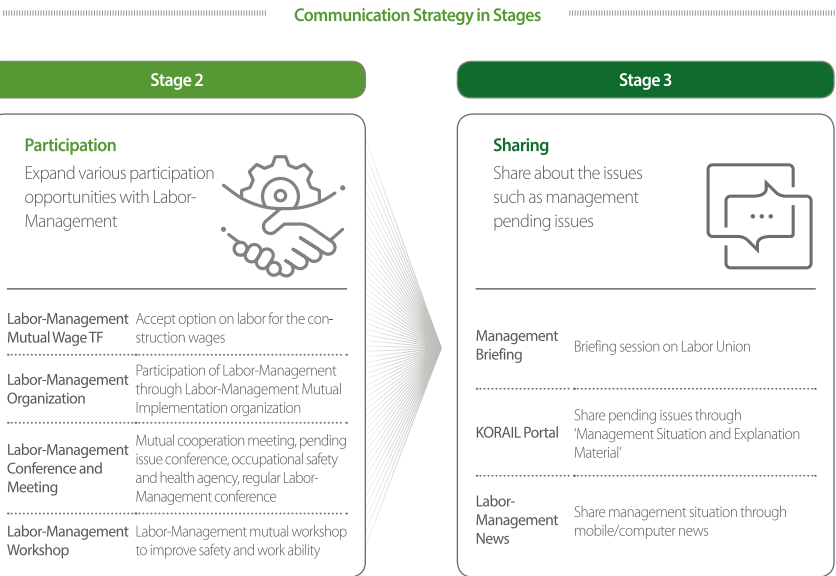 Communication Strategy in Stages
Stage 2
Participation
Expand various participation
opportunities with Labor-
Management
Labor-Management
Mutual Wage TF
Accept option on labor for the con-
struction wages
Labor-Management
Organization
Participation of Labor-Management
through Labor-Management Mutual
Implementation organization
Labor-Management
Conference and
Meeting
Mutual cooperation meeting, pending
issue conference, occupational safety
and health agency, regular Labor-
Management conference
Labor-Management
Workshop
Labor-Management mutual workshop
to improve safety and work ability
Stage 3
Sharing
Share about the issues
such as management
pending issues
Management
Briefing
Briefing session on Labor Union
KORAIL Portal
Share pending issues through
‘Management Situation and Explanation
Material’
Labor-
Management
News
Share management situation through
mobile/computer news